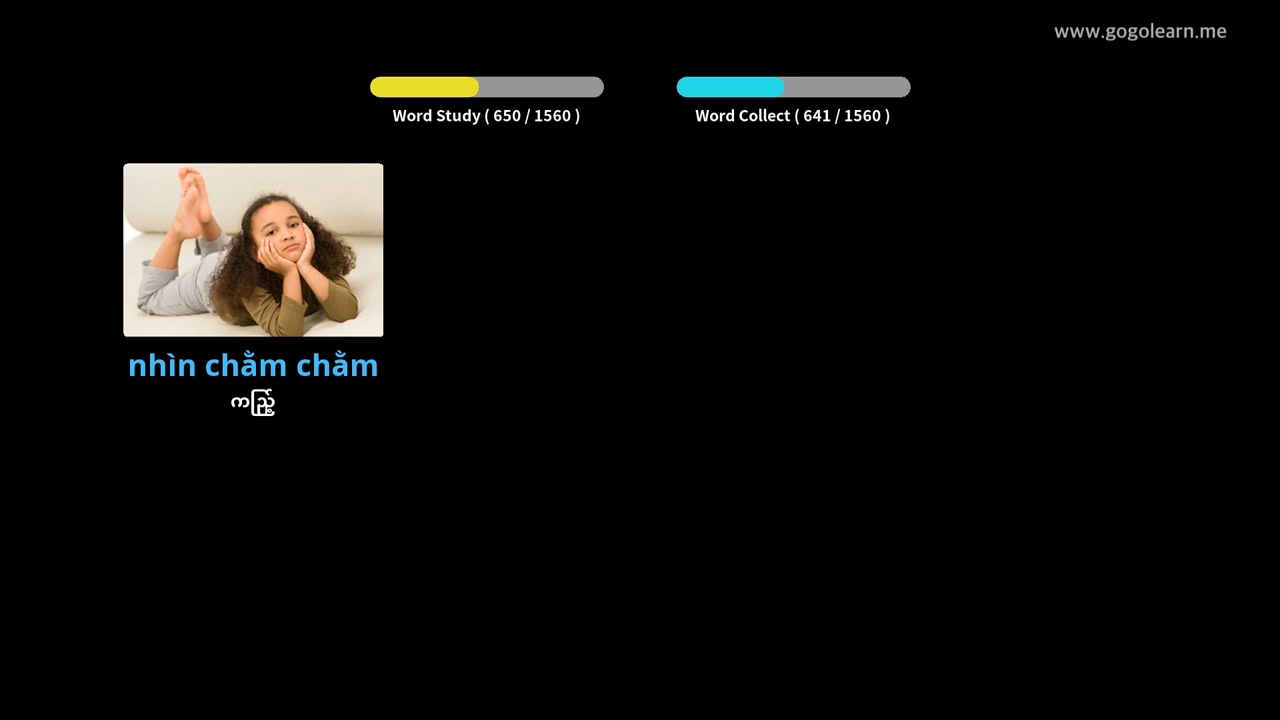 www.gogolearn.me
Word Study ( 650 / 1560 )
Word Collect ( 641 / 1560 )
nhìn chằm chằm
ကြည့်